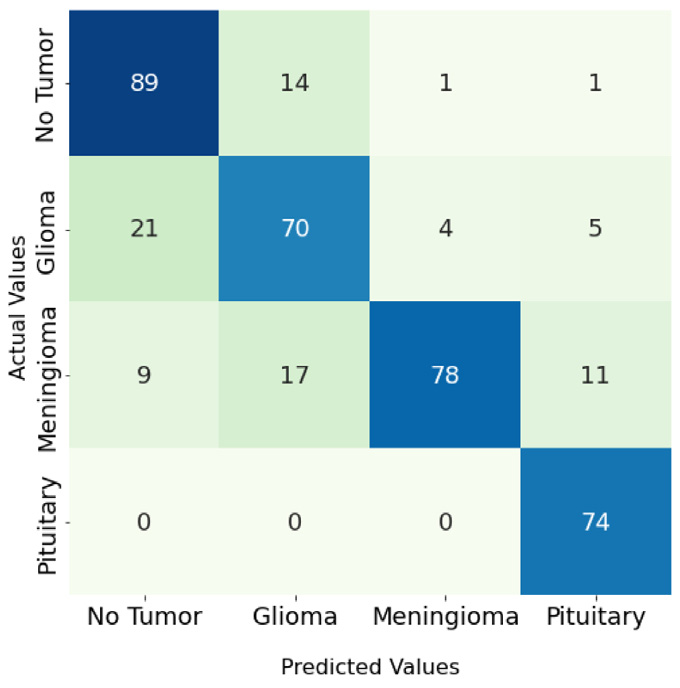 Actual Values
No Tumor
89 14 1 1
Glioma
21 70 4 5
Meningioma
9 17 78 11
Pituitary
0 0 0 74
No Tumor Glioma Meningioma Pituitary
Predicted Values